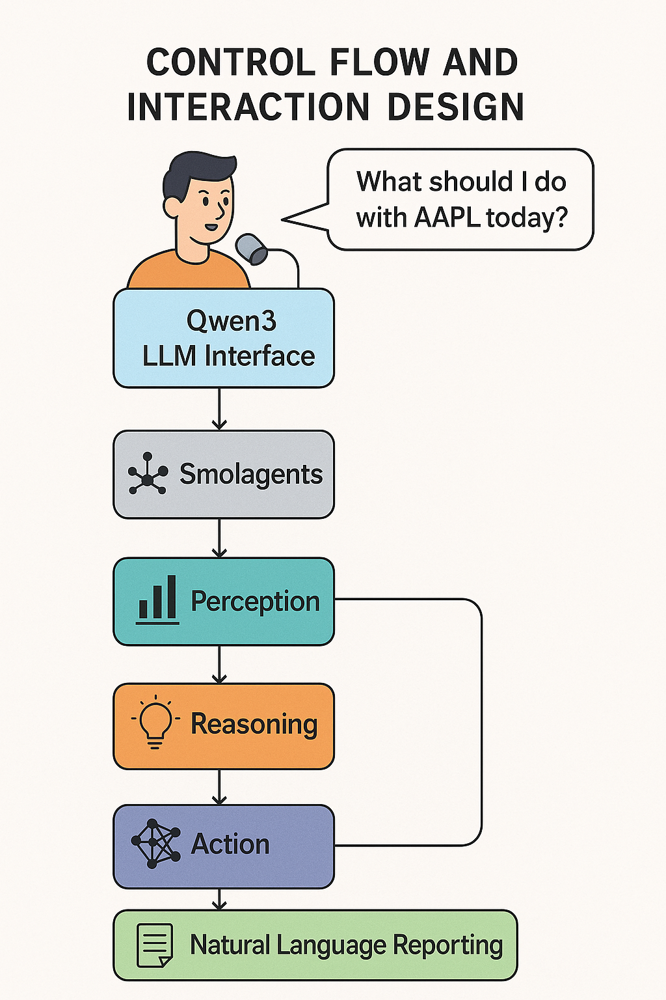 CONTROL FLOW AND
INTERACTION DESIGN
What should I do
with AAPL today?
Qwen3
LLM Interface
Smolagents
Perception
Reasoning
Action
Natural Language Reporting